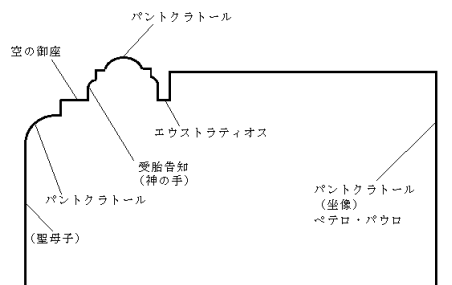 パントクラトール
空の御座
エウストラティオス
受胎告知
（神の手）
パントクラトール
パントクラトール
（坐像）
ペテロ・パウロ
（聖母子）